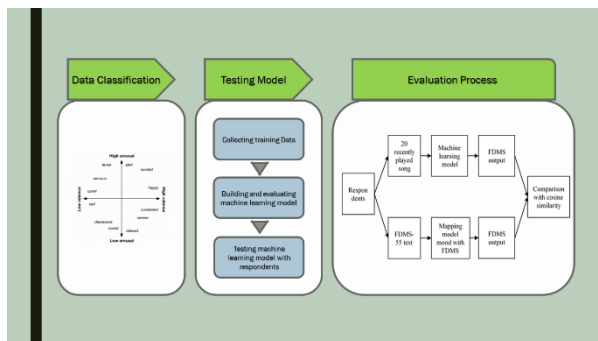 Data Classification
Testing Model
Evaluation Process
High arousal
tense
alert
excited
nervous
happy
upset
Low valence
High valence
sad
contented
serene
depressed
relaxed
bored
Low arousal
Collecting training Data
Building and evaluating
machine learning model
Testing machine
learning model with
respondents
Respon
dents
20
recently
played
song
Machine
learning
model
FDMS
output
FDMS-
55 test
Mapping
model
mood with
FDMS
FDMS
output
Comparison
with cosine
similarity